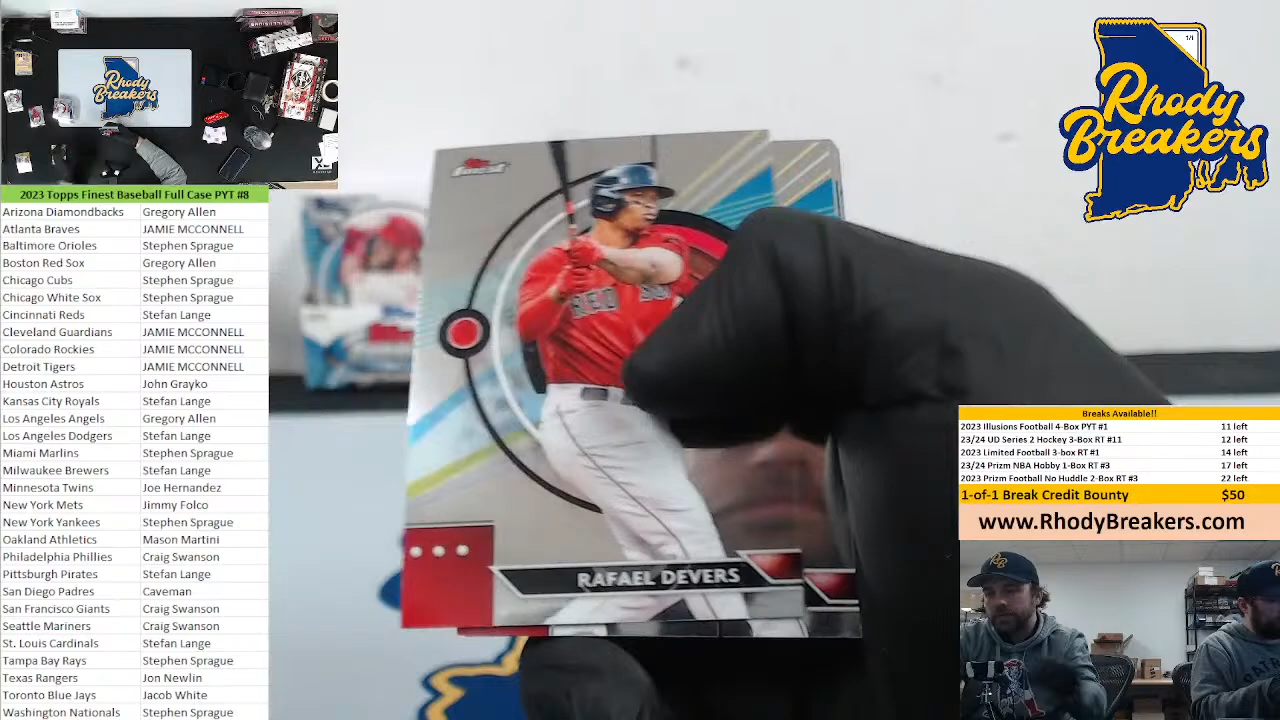 Rhody
Breakers
1/1
Rhody
Breakers
2023 Topps Finest Baseball Full Case PYT #8
Arizona Diamondbacks Gregory Allen
Atlanta Braves JAMIE MCCONNELL
Baltimore Orioles Stephen Sprague
Boston Red Sox Gregory Allen
Chicago Cubs Stephen Sprague
Chicago White Sox Stephen Sprague
Cincinnati Reds Stefan Lange
Cleveland Guardians JAMIE MCCONNELL
Colorado Rockies JAMIE MCCONNELL
Detroit Tigers JAMIE MCCONNELL
Houston Astros John Grayko
Kansas City Royals Stefan Lange
Los Angeles Angels Gregory Allen
Los Angeles Dodgers Stefan Lange
Miami Marlins Stephen Sprague
Milwaukee Brewers Stefan Lange
Minnesota Twins Joe Hernandez
New York Mets Jimmy Folco
New York Yankees Stephen Sprague
Oakland Athletics Mason Martini
Philadelphia Phillies Craig Swanson
Pittsburgh Pirates Stefan Lange
San Diego Padres Caveman
San Francisco Giants Craig Swanson
Seattle Mariners Craig Swanson
St. Louis Cardinals Stefan Lange
Tampa Bay Rays Stephen Sprague
Texas Rangers Jon Newlin
Toronto Blue Jays Jacob White
Washington Nationals Stephen Sprague
Finest
RED
RAFAEL DEVERS
Breaks Available!!
2023 Illusions Football 4-Box PYT #1 11 left
23/24 UD Series 2 Hockey 3-Box RT #11 12 left
2023 Limited Football 3-box RT #1 14 left
23/24 Prizm NBA Hobby 1-Box RT #3 17 left
2023 Prizm Football No Huddle 2-Box RT #3 22 left
1-of-1 Break Credit Bounty $50
www.RhodyBreakers.com